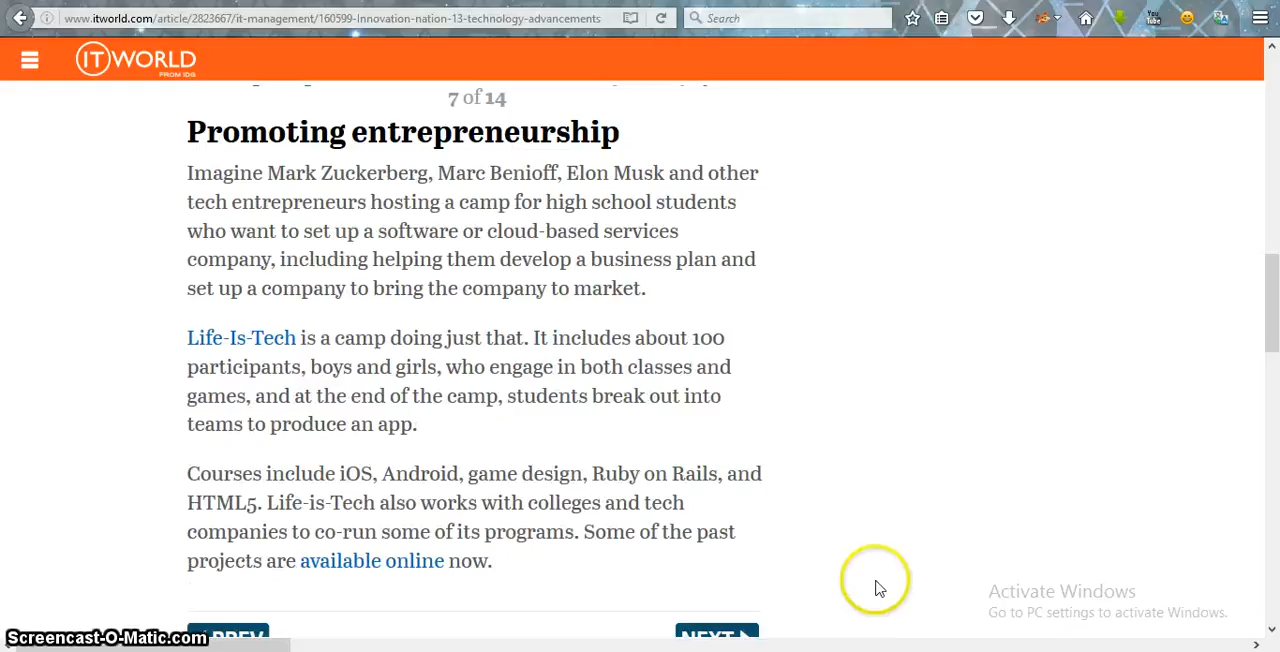 www.itworld.com/article/2823667/it-management/160599-Innovation-nation-13-technology-advancements
Search
You Tube
ITWORLD
FROM IDG
7 of 14
Promoting entrepreneurship
Imagine Mark Zuckerberg, Marc Benioff, Elon Musk and other
tech entrepreneurs hosting a camp for high school students
who want to set up a software or cloud-based services
company, including helping them develop a business plan and
set up a company to bring the company to market.
Life-Is-Tech is a camp doing just that. It includes about 100
participants, boys and girls, who engage in both classes and
games, and at the end of the camp, students break out into
teams to produce an app.
Courses include iOS, Android, game design, Ruby on Rails, and
HTML5. Life-is-Tech also works with colleges and tech
companies to co-run some of its programs. Some of the past
projects are available online now.
Activate Windows
Go to PC settings to activate Windows.
PREV
NEXT
Screencast-O-Matic.com